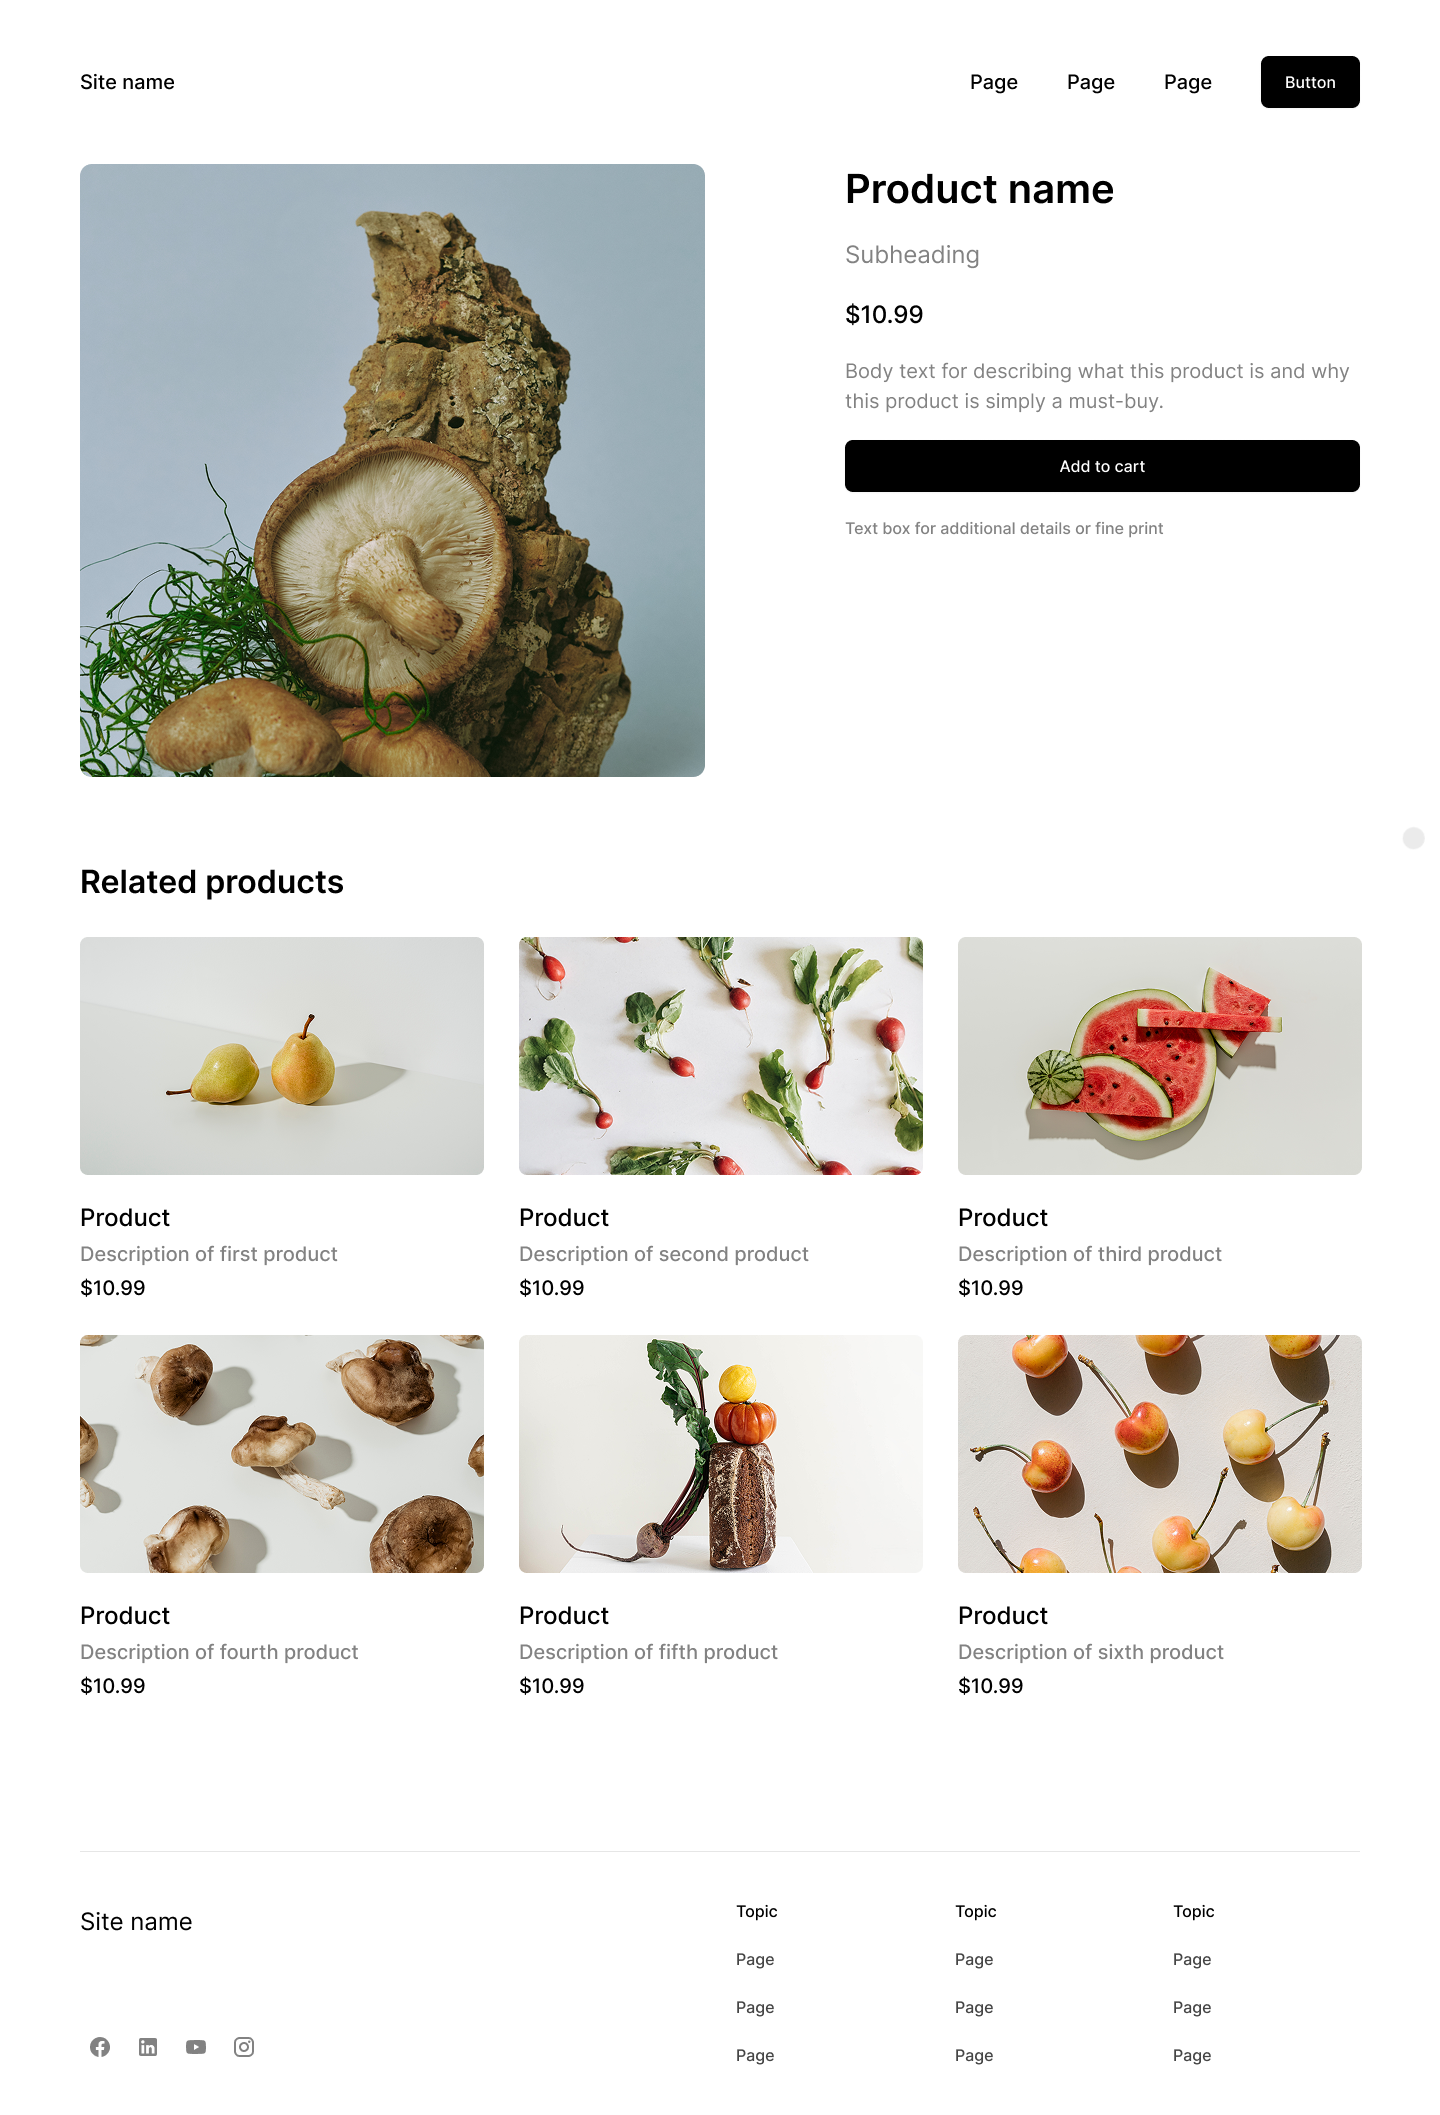 Site name
Page
Page
Page
Button
Product name
Subheading
$10.99
Body text for describing what this product is and why
this product is simply a must-buy.
Add to cart
Text box for additional details or fine print
Related products
Product
Description of first product
$10.99
Product
Description of second product
$10.99
Product
Description of third product
$10.99
Product
Description of fourth product
$10.99
Product
Description of fifth product
$10.99
Product
Description of sixth product
$10.99
Site name
Topic
Page
Page
Page
Topic
Page
Page
Page
Topic
Page
Page
Page